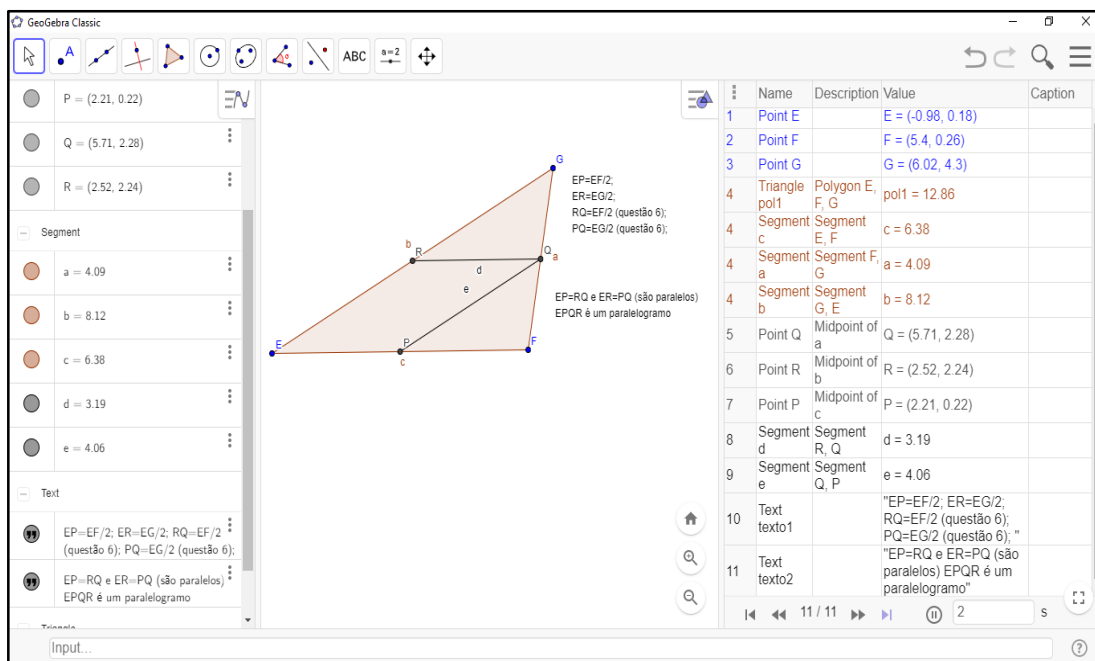 GeoGebra Classic
ABC
a=2
P = (2.21, 0.22)
Q = (5.71, 2.28)
R = (2.52, 2.24)
Segment
a = 4.09
b = 8.12
c = 6.38
d = 3.19
e = 4.06
Text
EP=EF/2; ER=EG/2; RQ=EF/2
(questão 6); PQ=EG/2 (questão 6);
EP=RQ e ER=PQ (são paralelos)
EPQR é um paralelogramo
Triangle
G
EP=EF/2;
ER=EG/2;
RQ=EF/2 (questão 6);
PQ=EG/2 (questão 6);
b
R
Q
a
d
e
EP=RQ e ER=PQ (são paralelos)
EPQR é um paralelogramo
E
P
F
c
Name Description Value Caption
1 Point E E = (-0.98, 0.18)
2 Point F F = (5.4, 0.26)
3 Point G G = (6.02, 4.3)
4 Triangle pol1 Polygon E, F, G pol1 = 12.86
4 Segment c Segment E, F c = 6.38
4 Segment a Segment F, G a = 4.09
4 Segment b Segment G, E b = 8.12
5 Point Q Midpoint of a Q = (5.71, 2.28)
6 Point R Midpoint of b R = (2.52, 2.24)
7 Point P Midpoint of c P = (2.21, 0.22)
8 Segment d Segment R, Q d = 3.19
9 Segment e Segment Q, P e = 4.06
10 Text texto1 "EP=EF/2; ER=EG/2; RQ=EF/2 (questão 6); PQ=EG/2 (questão 6); "
11 Text texto2 "EP=RQ e ER=PQ (são paralelos) EPQR é um paralelogramo"
11 / 11
2 s
Input...